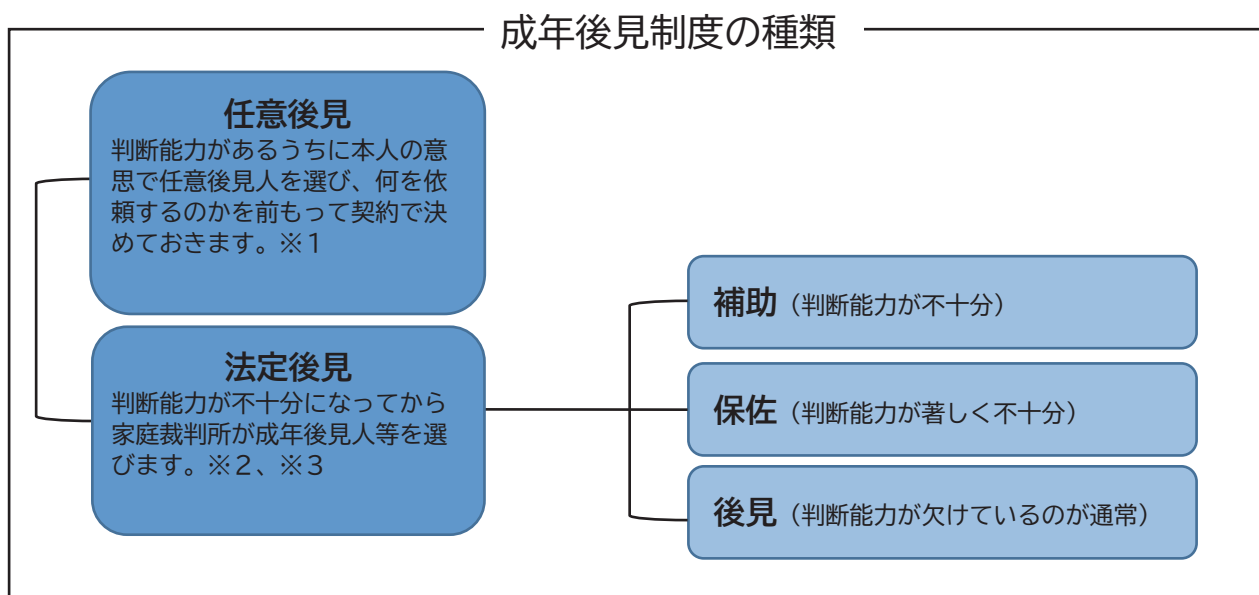 成年後見制度の種類
任意後見
判断能力があるうちに本人の意
思で任意後見人を選び、何を依
頼するのかを前もって契約で決
めておきます。※１
法定後見
判断能力が不十分になってから
家庭裁判所が成年後見人等を選
びます。※２、※３
補助（判断能力が不十分）
保佐（判断能力が著しく不十分）
後見（判断能力が欠けているのが通常）